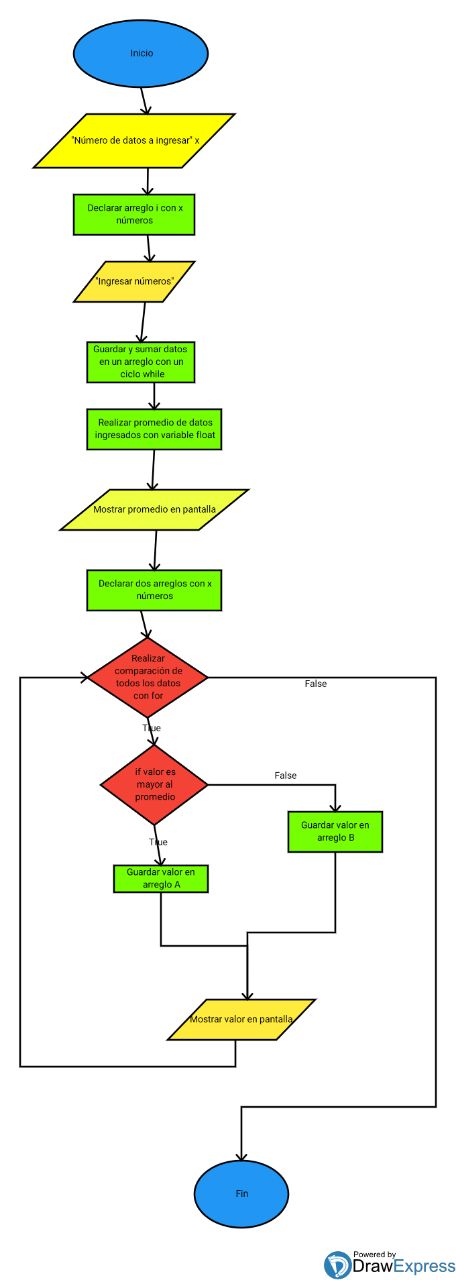 Inicio
"Número de datos a ingresar" x
Declarar arreglo i con x
números
"Ingresar números"
Guardar y sumar datos
en un arreglo con un
ciclo while
Realizar promedio de datos
ingresados con variable float
Mostrar promedio en pantalla
Declarar dos arreglos con x
números
Realizar
comparación de
todos los datos
con for
False
True
if valor es
mayor al
promedio
False
Guardar valor en
arreglo B
True
Guardar valor en
arreglo A
Mostrar valor en pantalla
Fin
Powered by
DrawExpress